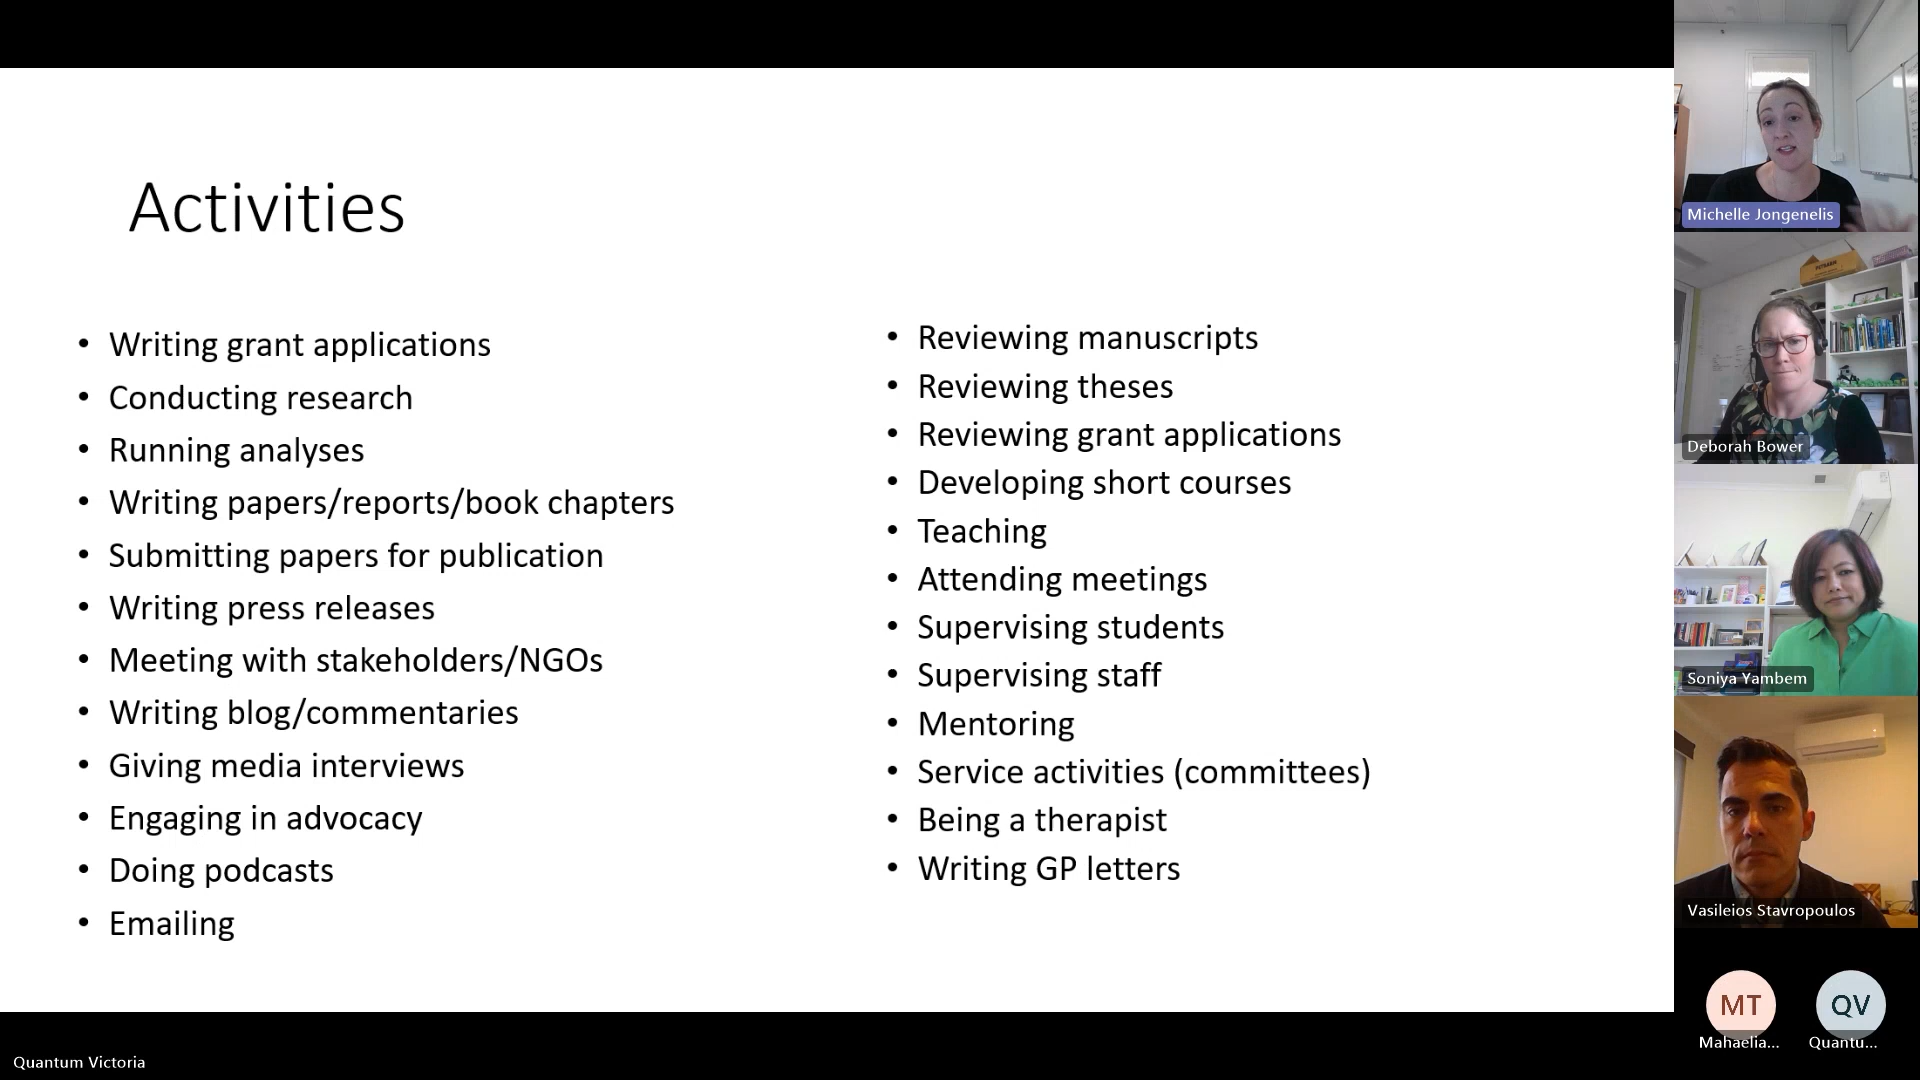 Activities
• Writing grant applications
• Conducting research
• Running analyses
• Writing papers/reports/book chapters
• Submitting papers for publication
• Writing press releases
• Meeting with stakeholders/NGOs
• Writing blog/commentaries
• Giving media interviews
• Engaging in advocacy
• Doing podcasts
• Emailing
• Reviewing manuscripts
• Reviewing theses
• Reviewing grant applications
• Developing short courses
• Teaching
• Attending meetings
• Supervising students
• Supervising staff
• Mentoring
• Service activities (committees)
• Being a therapist
• Writing GP letters
Michelle Jongenelis
Deborah Bower
Soniya Yambem
Vasileios Stavropoulos
MT
Mahaelia...
QV
Quantu...
Quantum Victoria